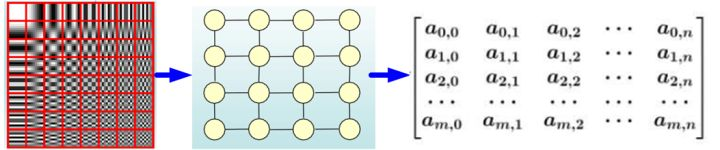 a0,0 a0,1 a0,2 ⋯ a0,n
a1,0 a1,1 a1,2 ⋯ a1,n
a2,0 a2,1 a2,2 ⋯ a2,n
⋯ ⋯ ⋯ ⋯ ⋯
am,0 am,1 am,2 ⋯ am,n